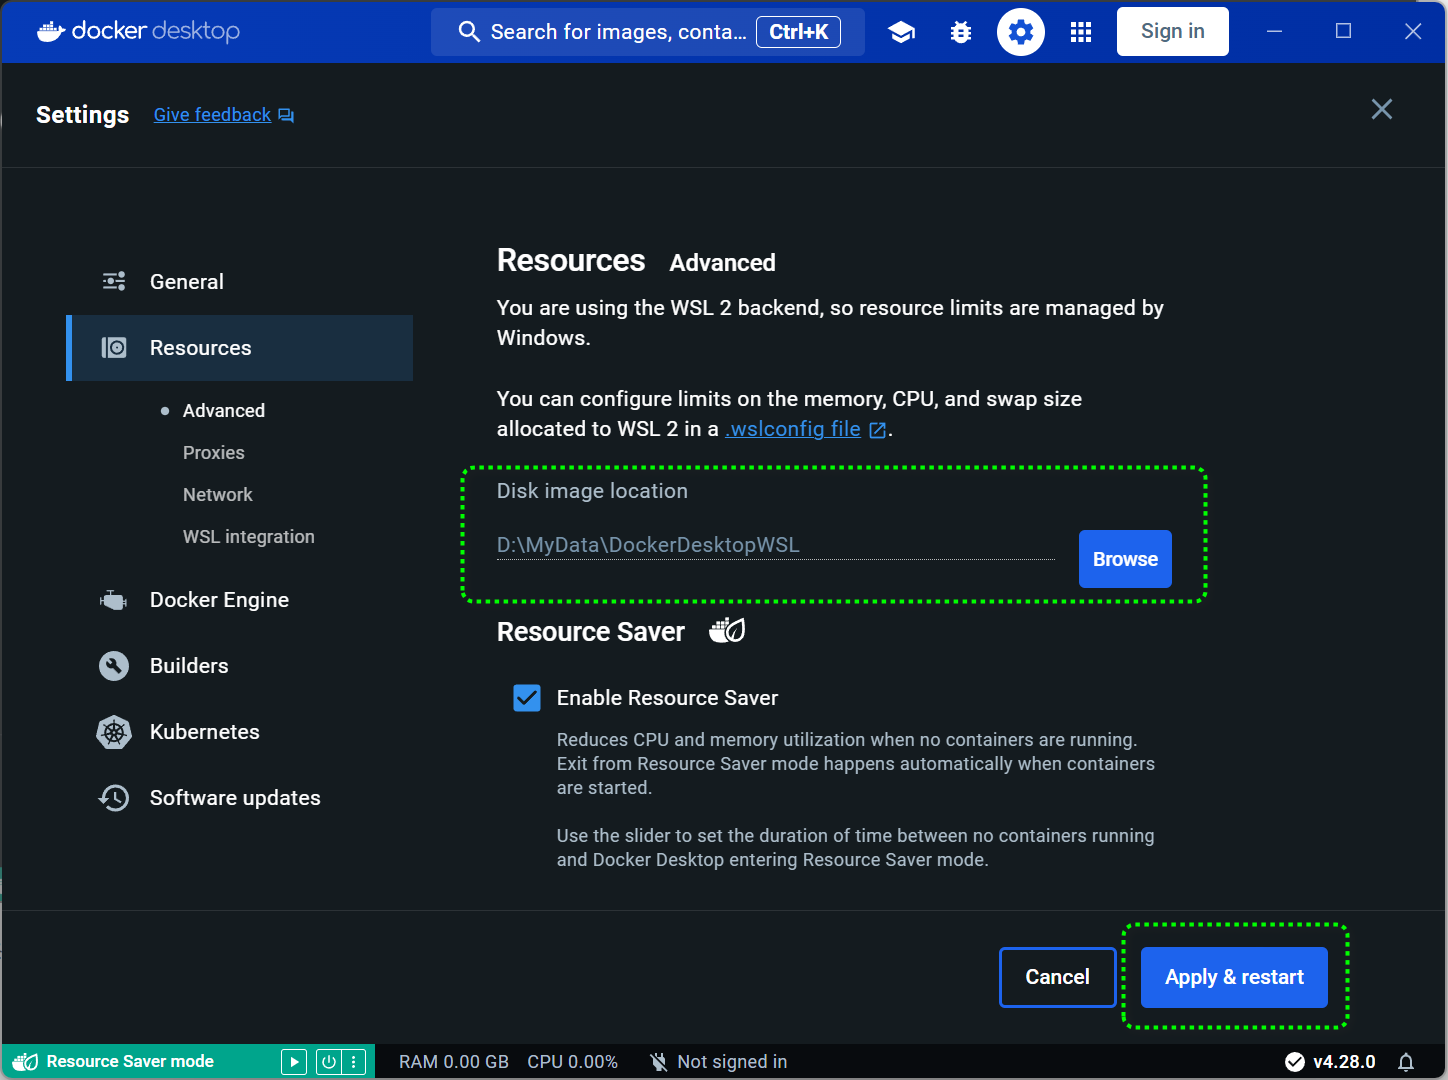 docker desktop
Search for images, conta... Ctrl+K
Sign in
Settings Give feedback
General
Resources
Advanced
Proxies
Network
WSL integration
Docker Engine
Builders
Kubernetes
Software updates
Resources Advanced
You are using the WSL 2 backend, so resource limits are managed by
Windows.
You can configure limits on the memory, CPU, and swap size
allocated to WSL 2 in a .wslconfig file.
Disk image location
D:\MyData\DockerDesktopWSL
Browse
Resource Saver
Enable Resource Saver
Reduces CPU and memory utilization when no containers are running.
Exit from Resource Saver mode happens automatically when containers
are started.
Use the slider to set the duration of time between no containers running
and Docker Desktop entering Resource Saver mode.
Cancel
Apply & restart
Resource Saver mode
RAM 0.00 GB CPU 0.00% Not signed in
v4.28.0